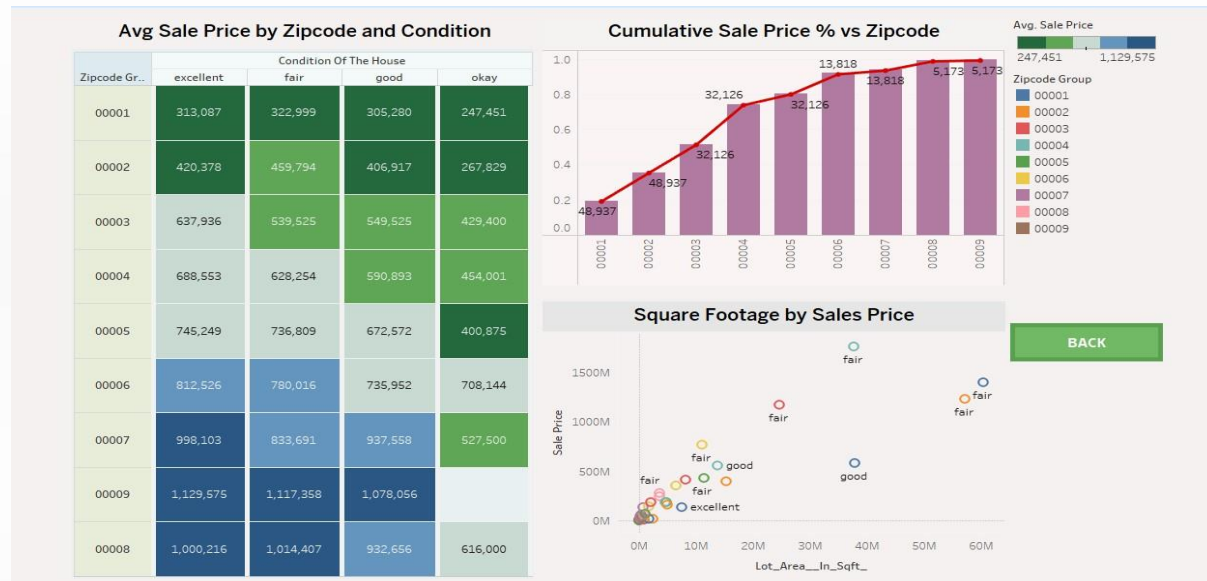 Avg Sale Price by Zipcode and Condition
Condition Of The House
Zipcode Gr.. excellent fair good okay
00001 313,087 322,999 305,280 247,451
00002 420,378 459,794 406,917 267,829
00003 637,936 539,525 549,525 429,400
00004 688,553 628,254 590,893 454,001
00005 745,249 736,809 672,572 400,875
00006 812,526 780,016 735,952 708,144
00007 998,103 833,691 937,558 527,500
00009 1,129,575 1,117,358 1,078,056
00008 1,000,216 1,014,407 932,656 616,000
Cumulative Sale Price % vs Zipcode
1.0
0.8
0.6
0.4
0.2
0.0
48,937
48,937
32,126
32,126
32,126
13,818
13,818
5,173
5,173
00001
00002
00003
00004
00005
00006
00007
00008
00009
Avg. Sale Price
247,451 1,129,575
Zipcode Group
00001
00002
00003
00004
00005
00006
00007
00008
00009
Square Footage by Sales Price
Sale Price
1500M
1000M
500M
0M
fair
fair
fair
fair
fair
good
good
fair
fair
excellent
0M 10M 20M 30M 40M 50M 60M
Lot_Area__In_Sqft_
BACK